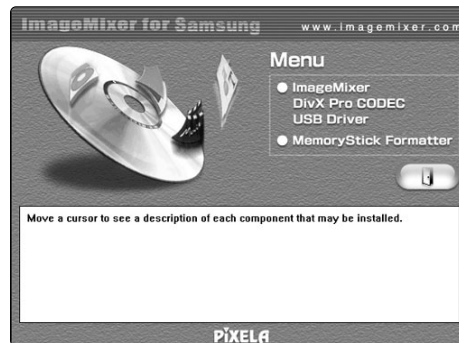 ImageMixer for Samsung
www.imagemixer.com
Menu
ImageMixer
DivX Pro CODEC
USB Driver
MemoryStick Formatter
Move a cursor to see a description of each component that may be installed.
PIXELA